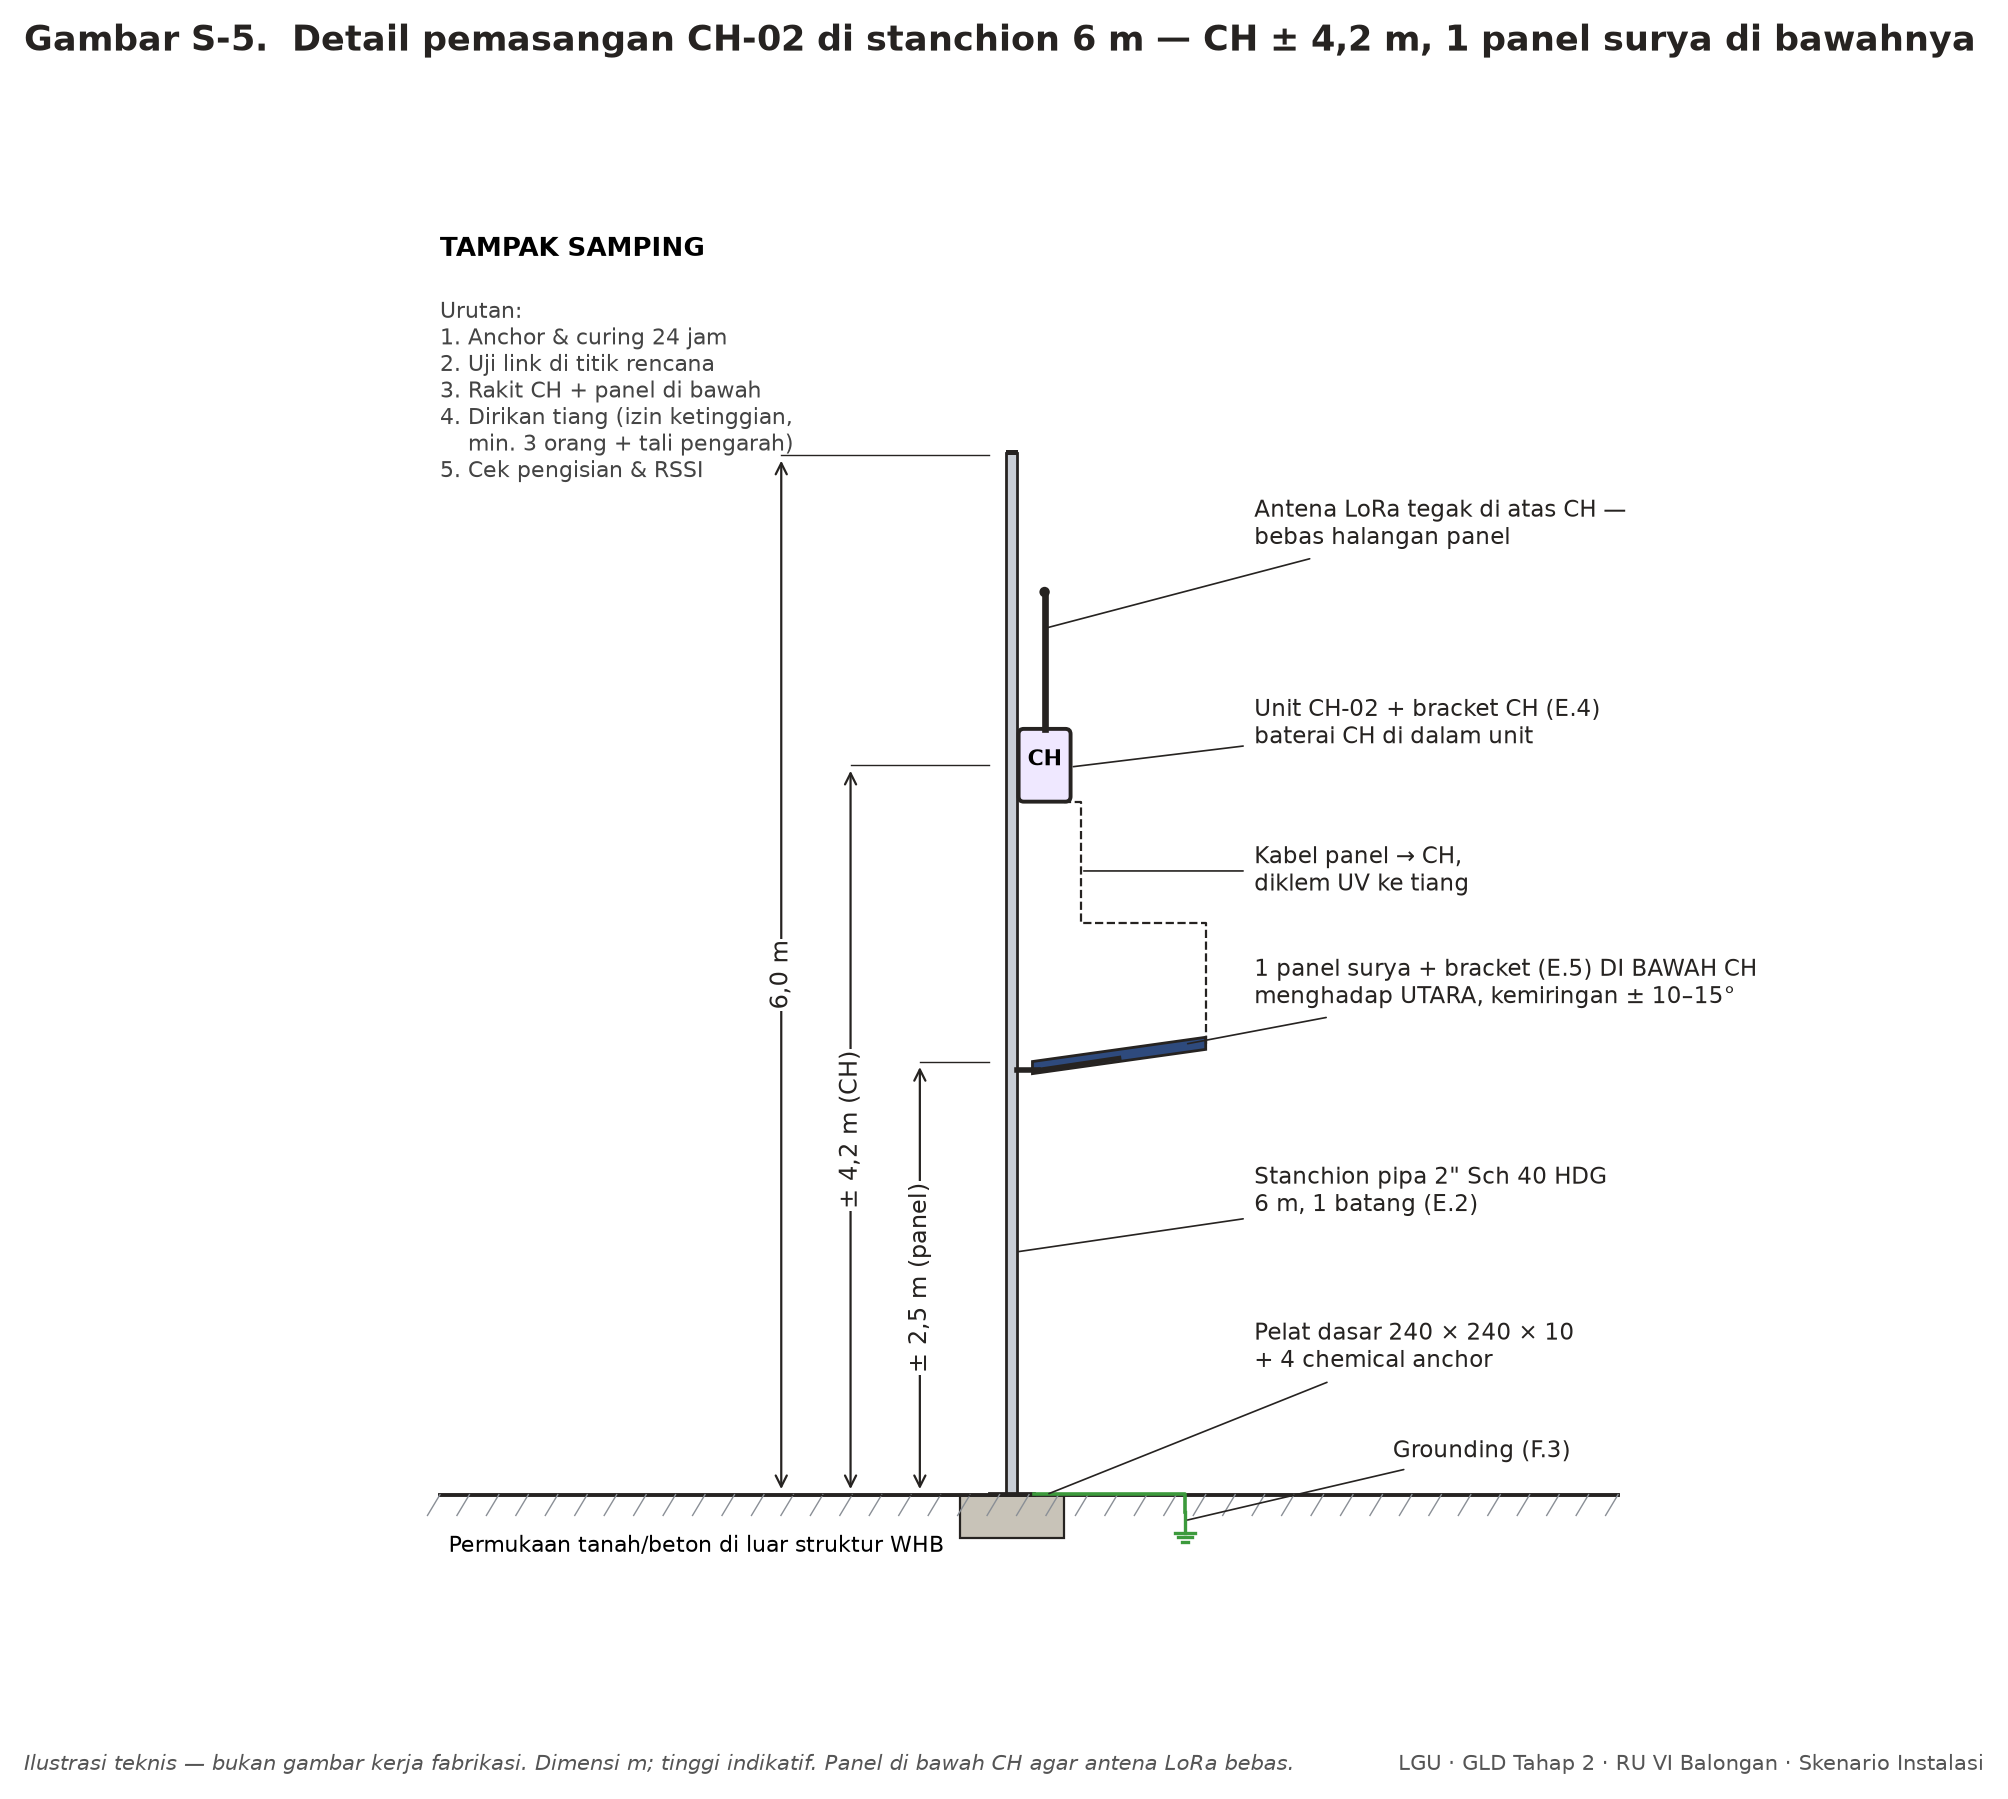 Gambar S-5.  Detail pemasangan CH-02 di stanchion 6 m — CH ± 4,2 m, 1 panel surya di bawahnya
TAMPAK SAMPING
Urutan:
1. Anchor & curing 24 jam
2. Uji link di titik rencana
3. Rakit CH + panel di bawah
4. Dirikan tiang (izin ketinggian,
min. 3 orang + tali pengarah)
5. Cek pengisian & RSSI
Antena LoRa tegak di atas CH —
bebas halangan panel
Unit CH-02 + bracket CH (E.4)
baterai CH di dalam unit
CH
Kabel panel → CH,
diklem UV ke tiang
6,0 m
± 4,2 m (CH)
± 2,5 m (panel)
1 panel surya + bracket (E.5) DI BAWAH CH
menghadap UTARA, kemiringan ± 10–15°
Stanchion pipa 2" Sch 40 HDG
6 m, 1 batang (E.2)
Pelat dasar 240 × 240 × 10
+ 4 chemical anchor
Grounding (F.3)
Permukaan tanah/beton di luar struktur WHB
Ilustrasi teknis — bukan gambar kerja fabrikasi. Dimensi m; tinggi indikatif. Panel di bawah CH agar antena LoRa bebas.
LGU · GLD Tahap 2 · RU VI Balongan · Skenario Instalasi